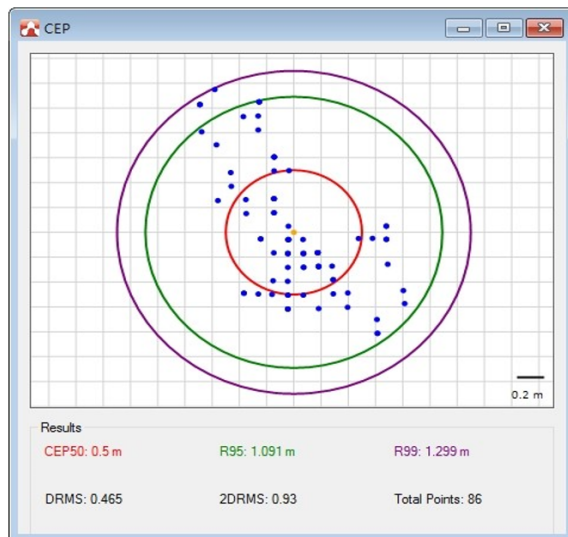 CEP
0.2 m
Results
CEP50: 0.5 m R95: 1.091 m R99: 1.299 m
DRMS: 0.465 2DRMS: 0.93 Total Points: 86